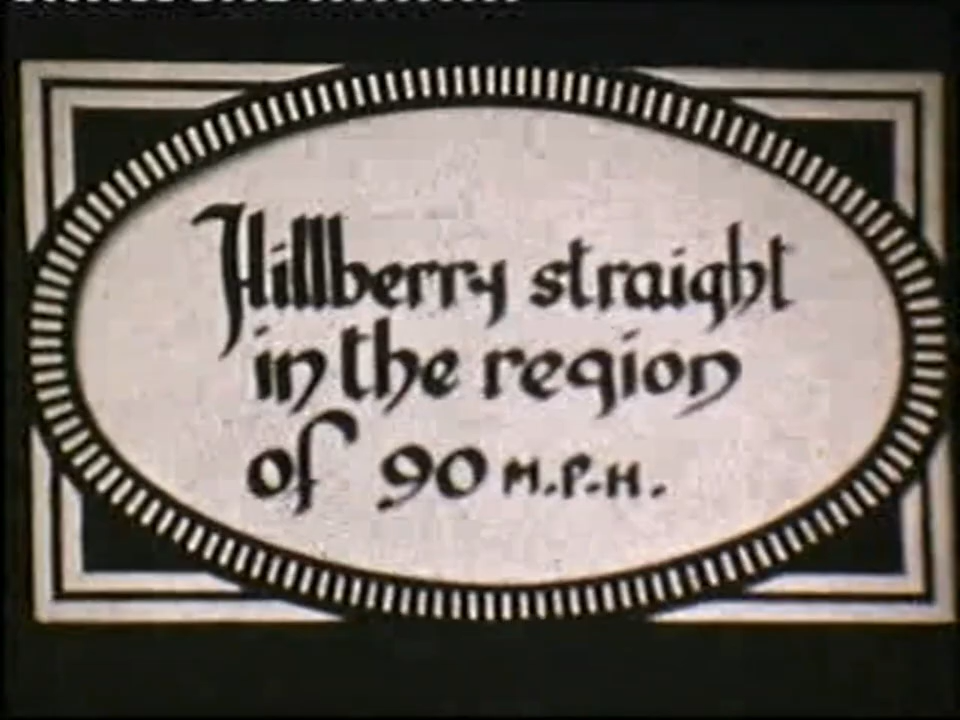 Hillberry straight
in the region
of 90 M.P.H.